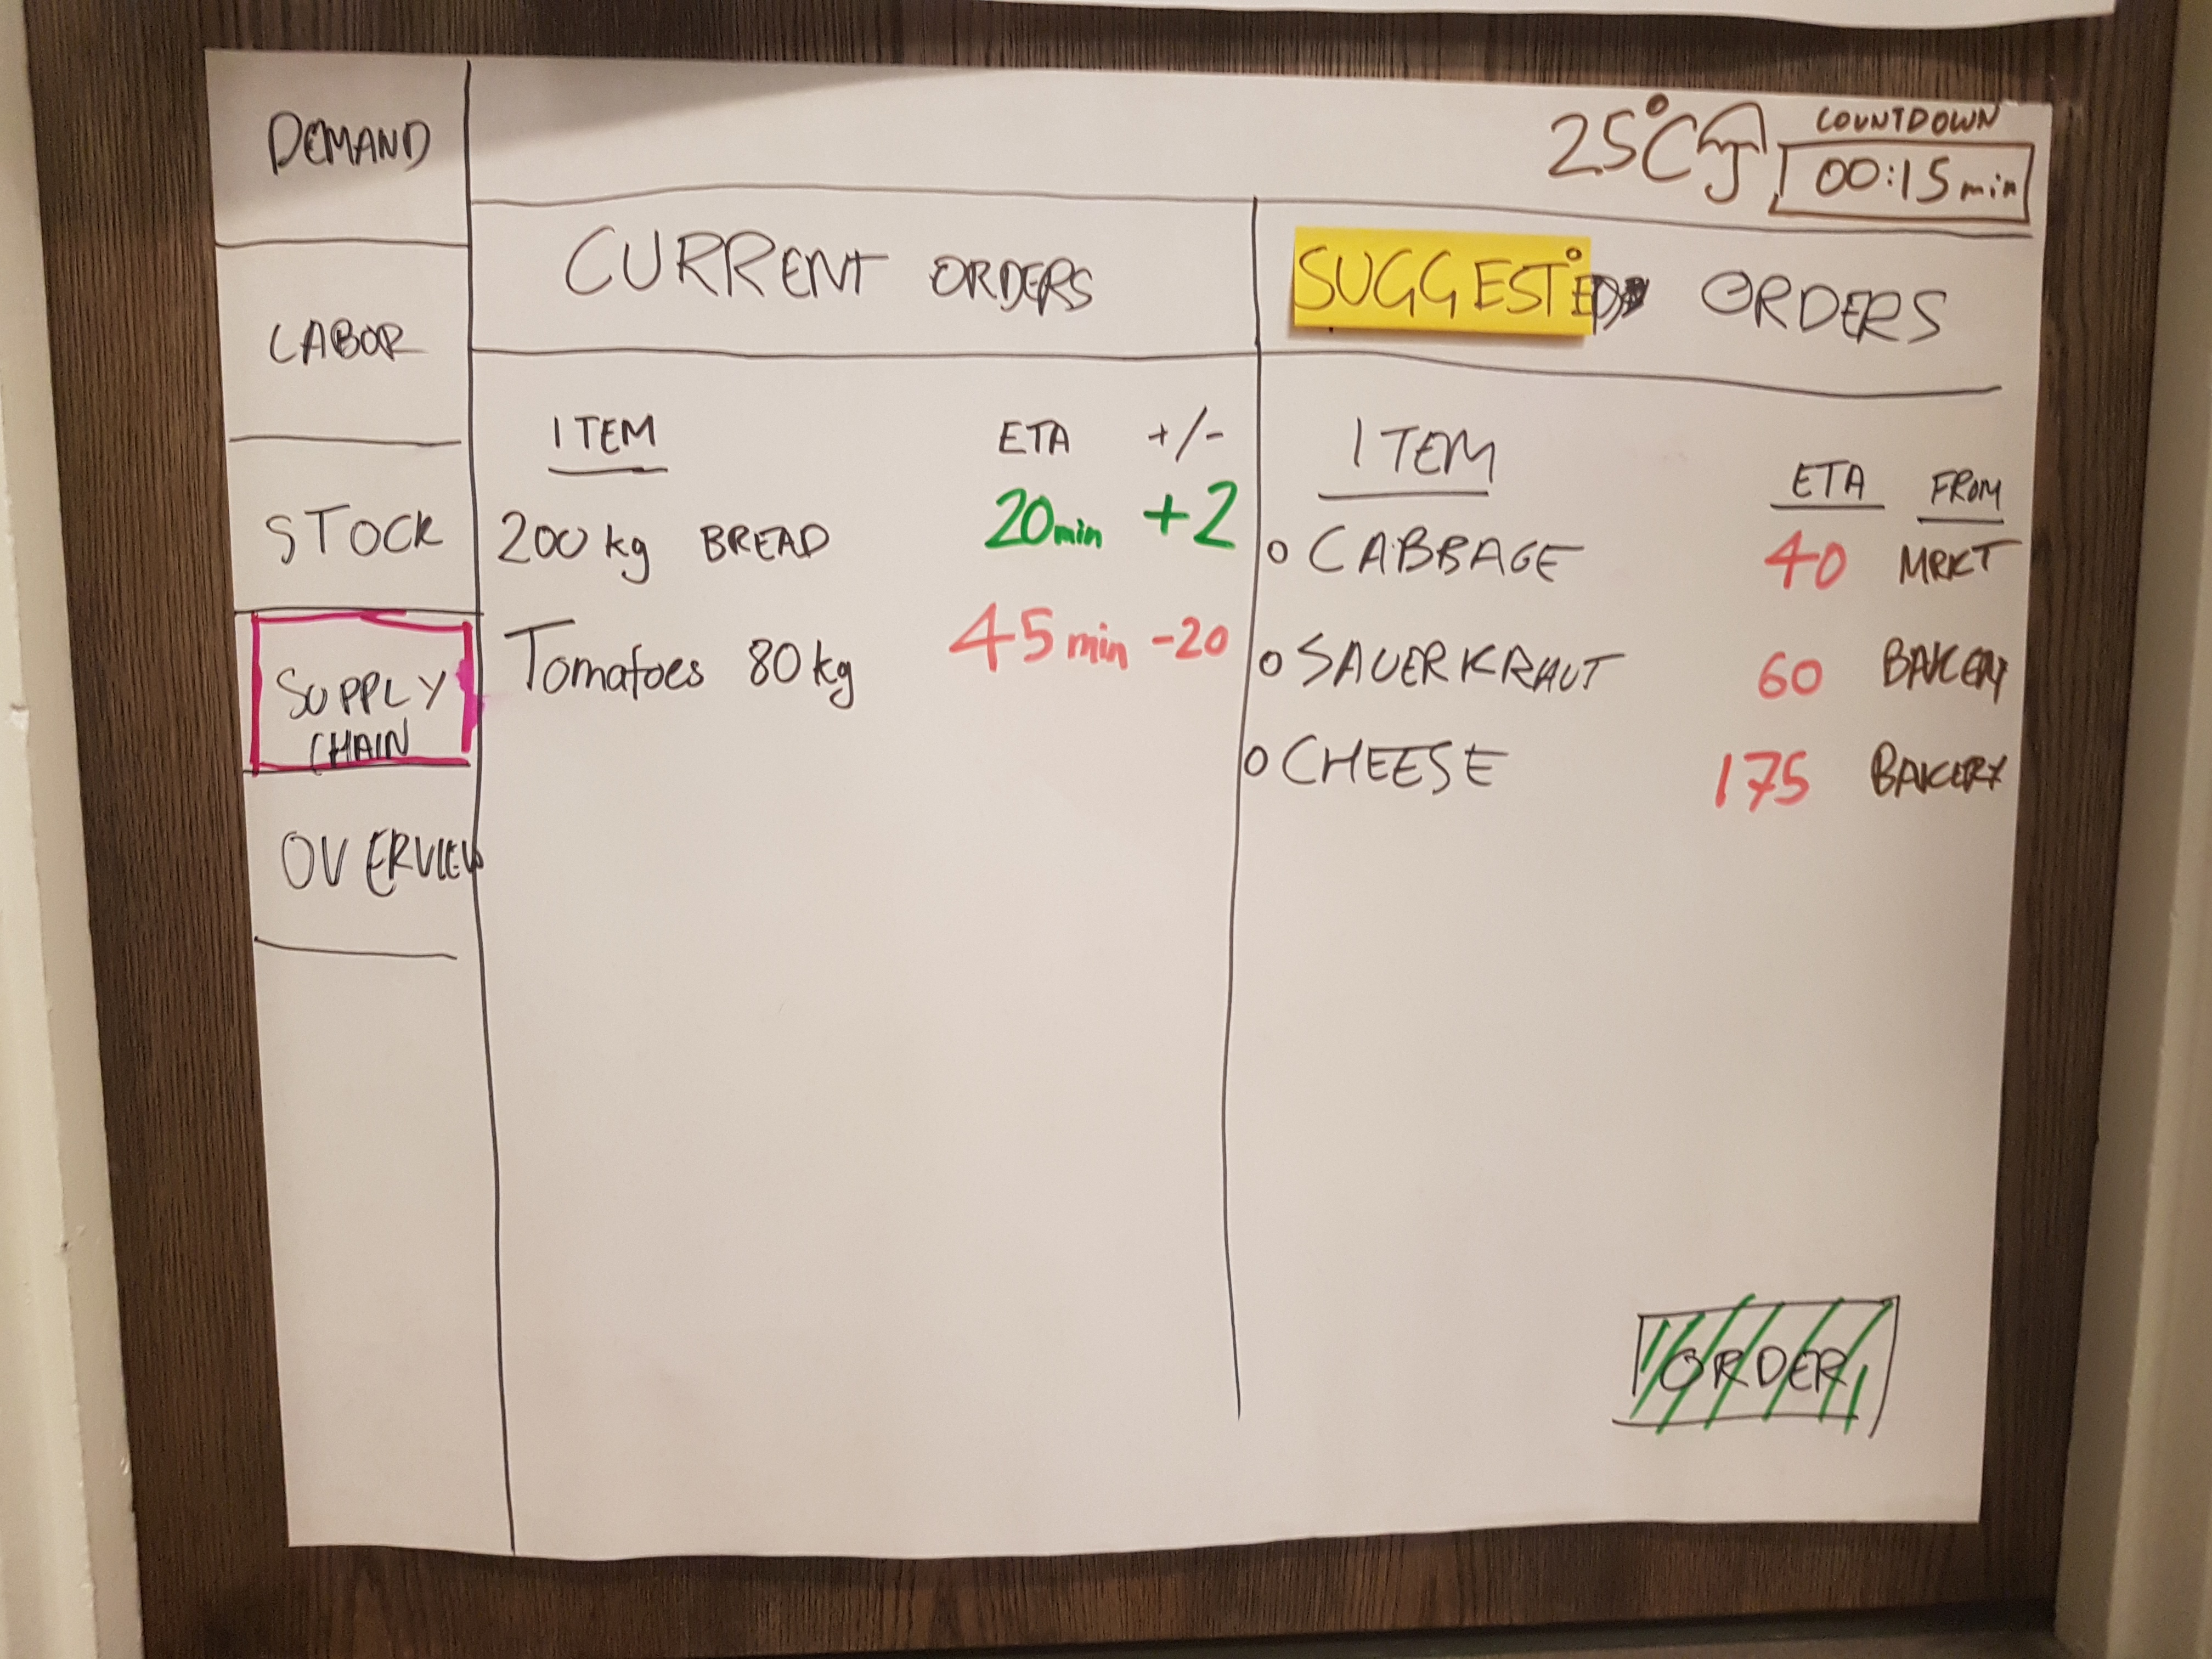 DEMAND
LABOR
STOCK
SUPPLY
CHAIN
OVERVIEW
25°C
COUNTDOWN
00:15 min
CURRENT ORDERS
ITEM ETA +/-
200 kg BREAD 20min +2
Tomatoes 80 kg 45 min -20
SUGGESTED ORDERS
ITEM ETA FROM
o CABBAGE 40 MRKT
o SAUERKRAUT 60 BAKERY
o CHEESE 175 BAKERY
ORDER